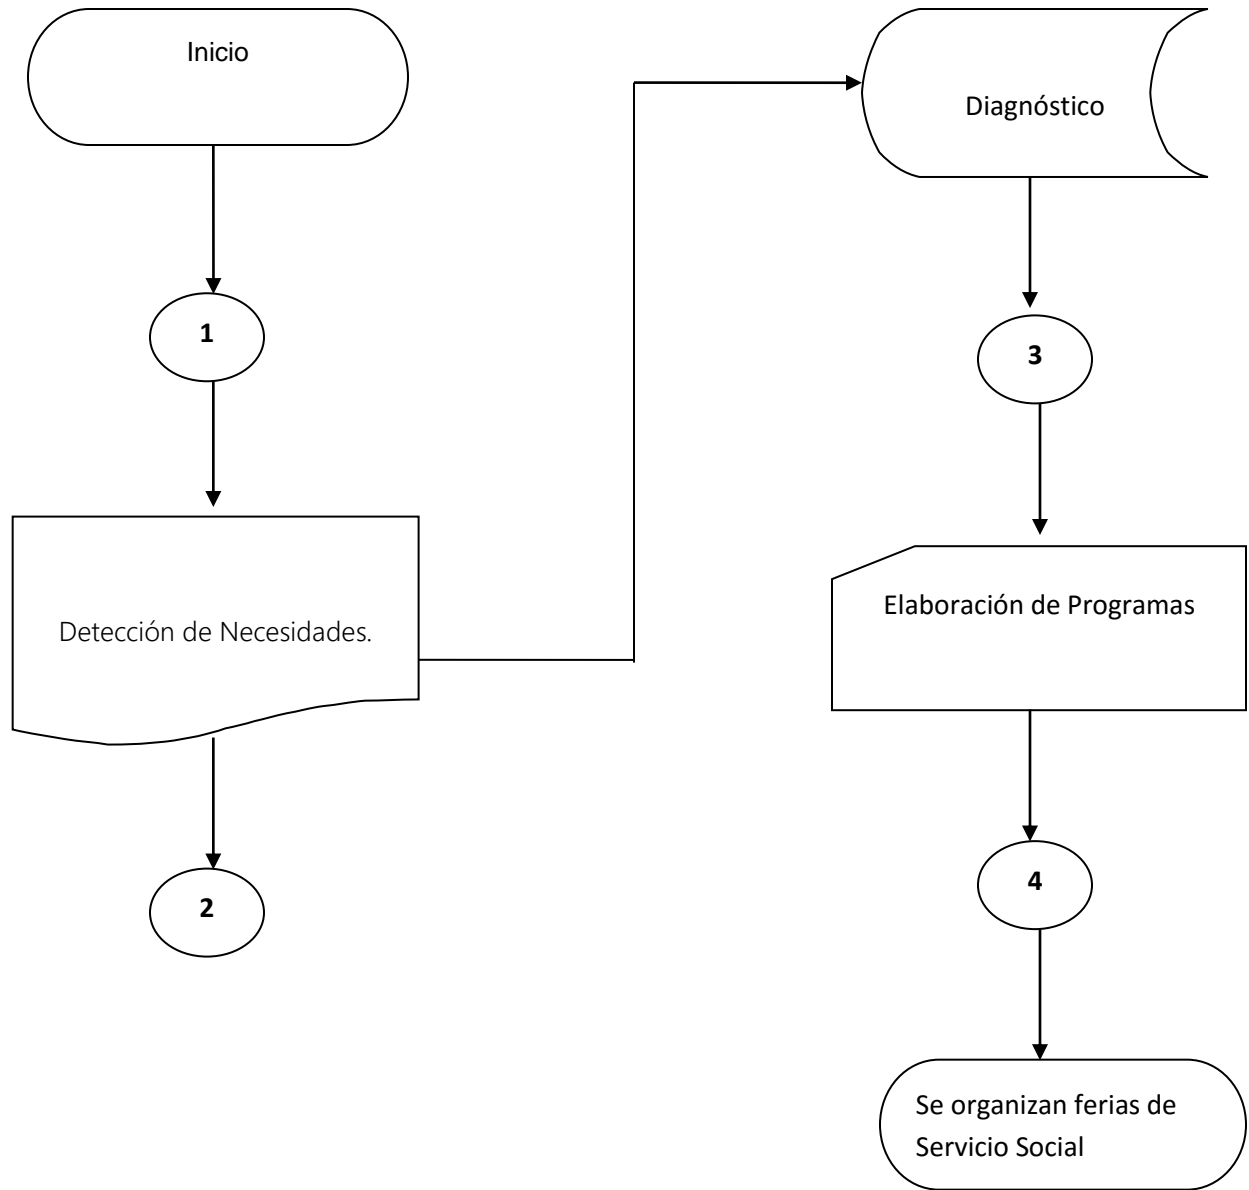 Inicio
1
Detección de Necesidades.
2
Diagnóstico
3
Elaboración de Programas
4
Se organizan ferias de
Servicio Social